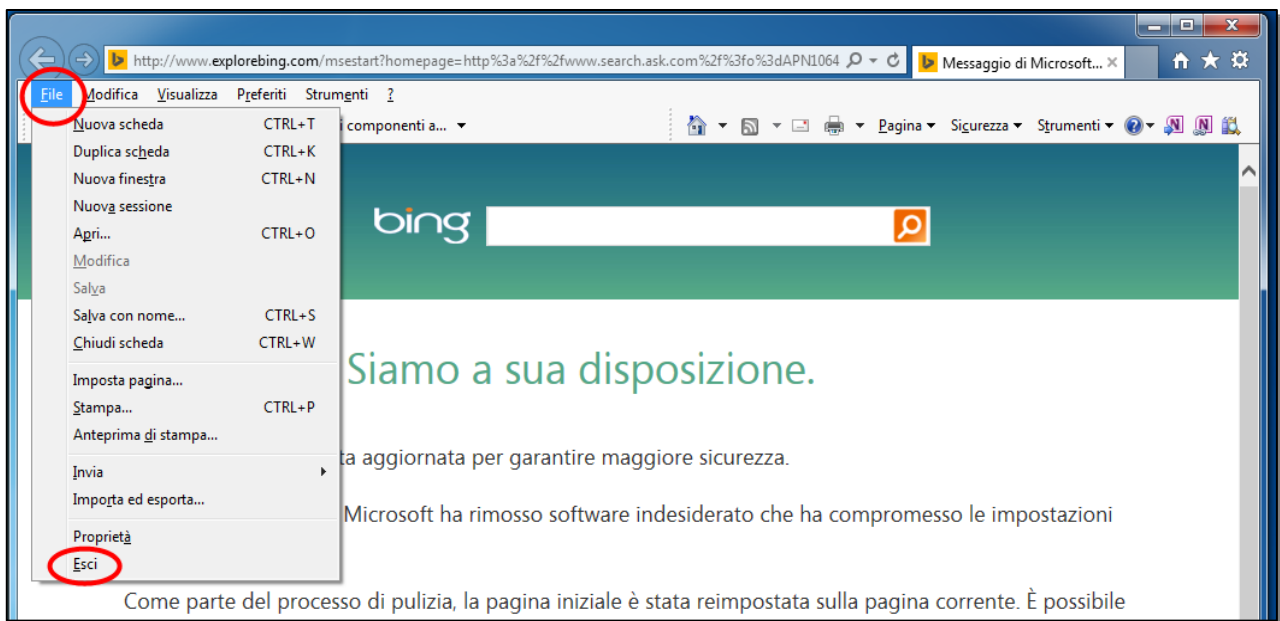 http://www.explorebing.com/msestart?homepage=http%3a%2f%2fwww.search.ask.com%2f%3fo%3dAPN1064
Messaggio di Microsoft...
File Modifica Visualizza Preferiti Strumenti ?
i componenti a...
Pagina Sicurezza Strumenti
Nuova scheda CTRL+T
Duplica scheda CTRL+K
Nuova finestra CTRL+N
Nuova sessione
Apri... CTRL+O
Modifica
Salva
Salva con nome... CTRL+S
Chiudi scheda CTRL+W
Imposta pagina...
Stampa... CTRL+P
Anteprima di stampa...
Invia
Importa ed esporta...
Proprietà
Esci
bing
Siamo a sua disposizione.
ta aggiornata per garantire maggiore sicurezza.
Microsoft ha rimosso software indesiderato che ha compromesso le impostazioni
Come parte del processo di pulizia, la pagina iniziale è stata reimpostata sulla pagina corrente. È possibile